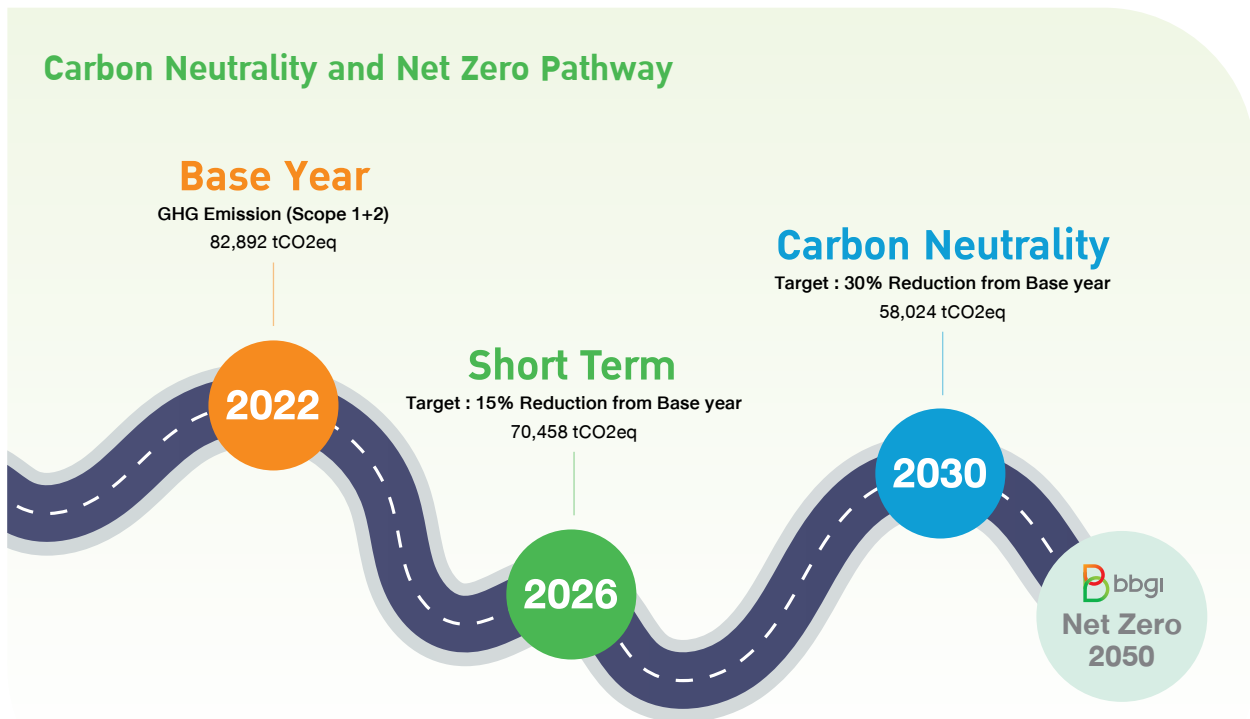 Carbon Neutrality and Net Zero Pathway
Base Year
GHG Emission (Scope 1+2)
82,892 tCO2eq
2022
Short Term
Target : 15% Reduction from Base year
70,458 tCO2eq
2026
Carbon Neutrality
Target : 30% Reduction from Base year
58,024 tCO2eq
2030
bbgi
Net Zero
2050